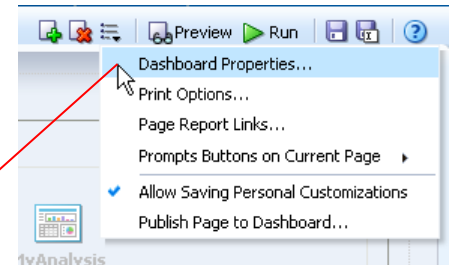 Preview Run
Dashboard Properties...
Print Options...
Page Report Links...
Prompts Buttons on Current Page
Allow Saving Personal Customizations
Publish Page to Dashboard...
MyAnalysis